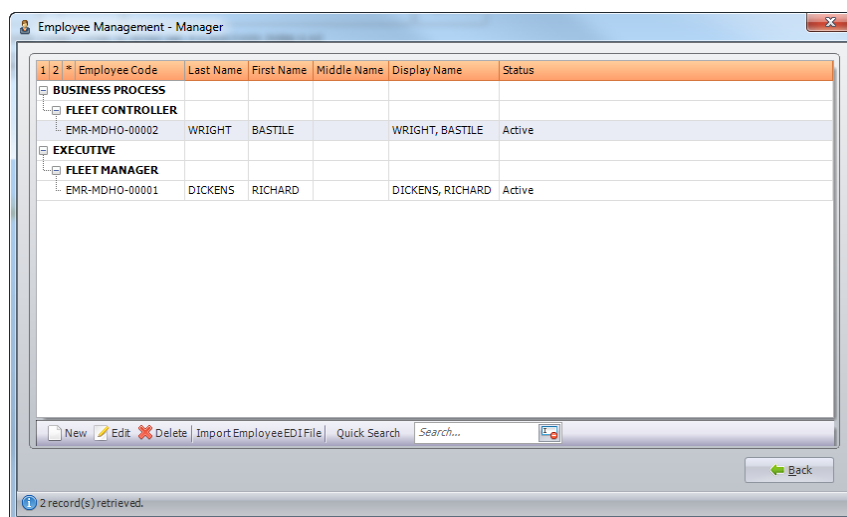 Employee Management - Manager
1 2 * Employee Code Last Name First Name Middle Name Display Name Status
BUSINESS PROCESS
FLEET CONTROLLER
EMR-MDHO-00002 WRIGHT BASTILE WRIGHT, BASTILE Active
EXECUTIVE
FLEET MANAGER
EMR-MDHO-00001 DICKENS RICHARD DICKENS, RICHARD Active
New Edit Delete Import Employee EDI File Quick Search Search...
Back
2 record(s) retrieved.